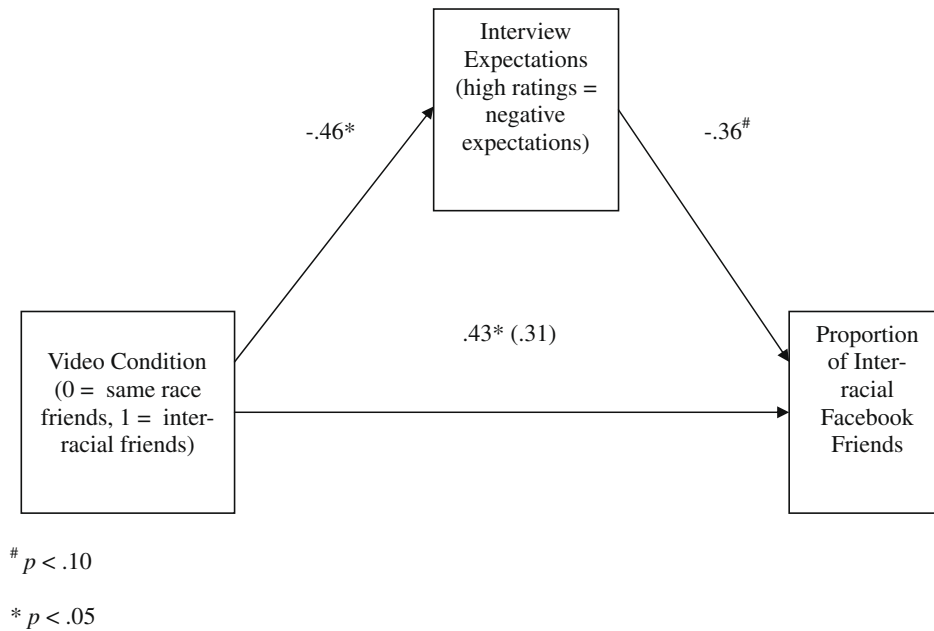 Interview
Expectations
(high ratings =
negative
expectations)
-.46*
-.36#
.43* (.31)
Video Condition
(0 = same race
friends, 1 = inter-
racial friends)
Proportion
of Inter-
racial
Facebook
Friends
# p < .10
* p < .05